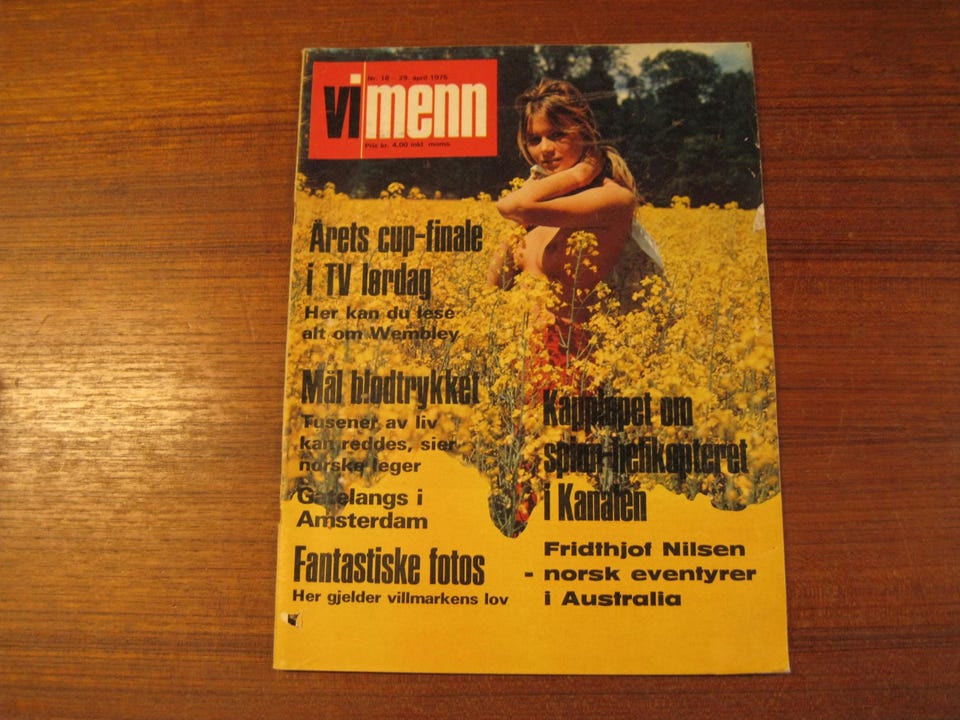 Nr. 18 - 29. april 1975
vi menn
Pris kr. 4.00 inkl. moms.
Årets cup-finale
i TV lørdag
Her kan du lese
alt om Wembley
Mål blodtrykket
Tusener av liv
kan reddes, sier
norske leger
Gatelangs i
Amsterdam
Fantastiske fotos
Her gjelder villmarkens lov
Kappløpet om
spion-helikopteret
i Kanalen
Fridthjof Nilsen
- norsk eventyrer
i Australia